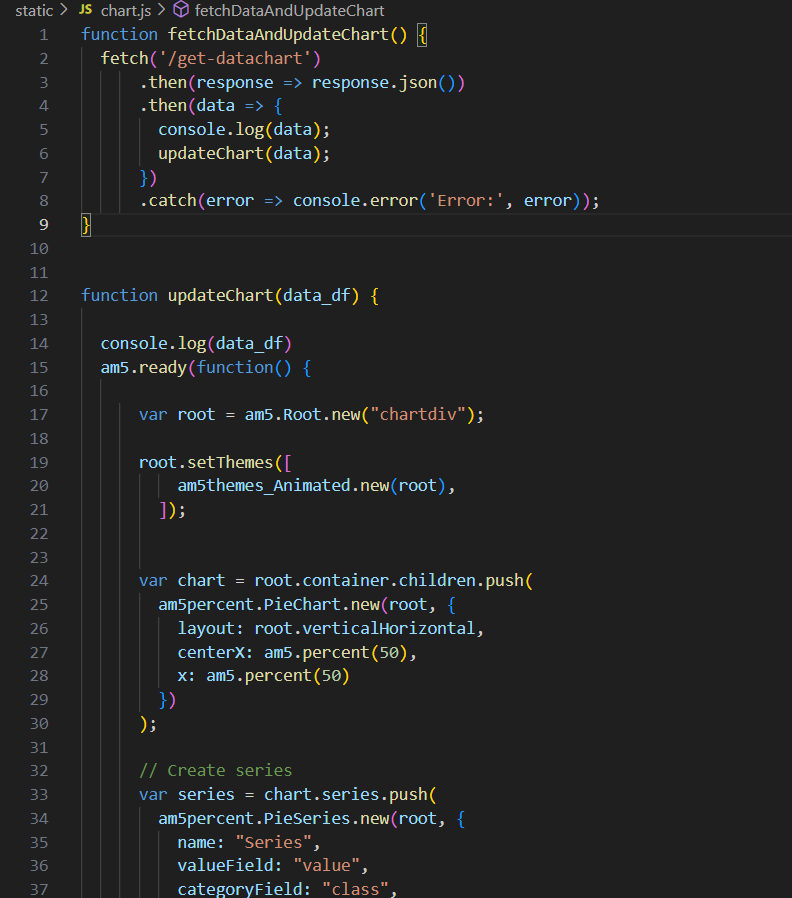 static > JS chart.js > fetchDataAndUpdateChart
1 function fetchDataAndUpdateChart() {
2   fetch('/get-datachart')
3       .then(response => response.json())
4       .then(data => {
5         console.log(data);
6         updateChart(data);
7       })
8       .catch(error => console.error('Error:', error));
9 }
10
11
12 function updateChart(data_df) {
13
14   console.log(data_df)
15   am5.ready(function() {
16
17       var root = am5.Root.new("chartdiv");
18
19       root.setThemes([
20           am5themes_Animated.new(root),
21         ]);
22
23
24       var chart = root.container.children.push(
25         am5percent.PieChart.new(root, {
26           layout: root.verticalHorizontal,
27           centerX: am5.percent(50),
28           x: am5.percent(50)
29         })
30       );
31
32       // Create series
33       var series = chart.series.push(
34         am5percent.PieSeries.new(root, {
35           name: "Series",
36           valueField: "value",
37           categoryField: "class",